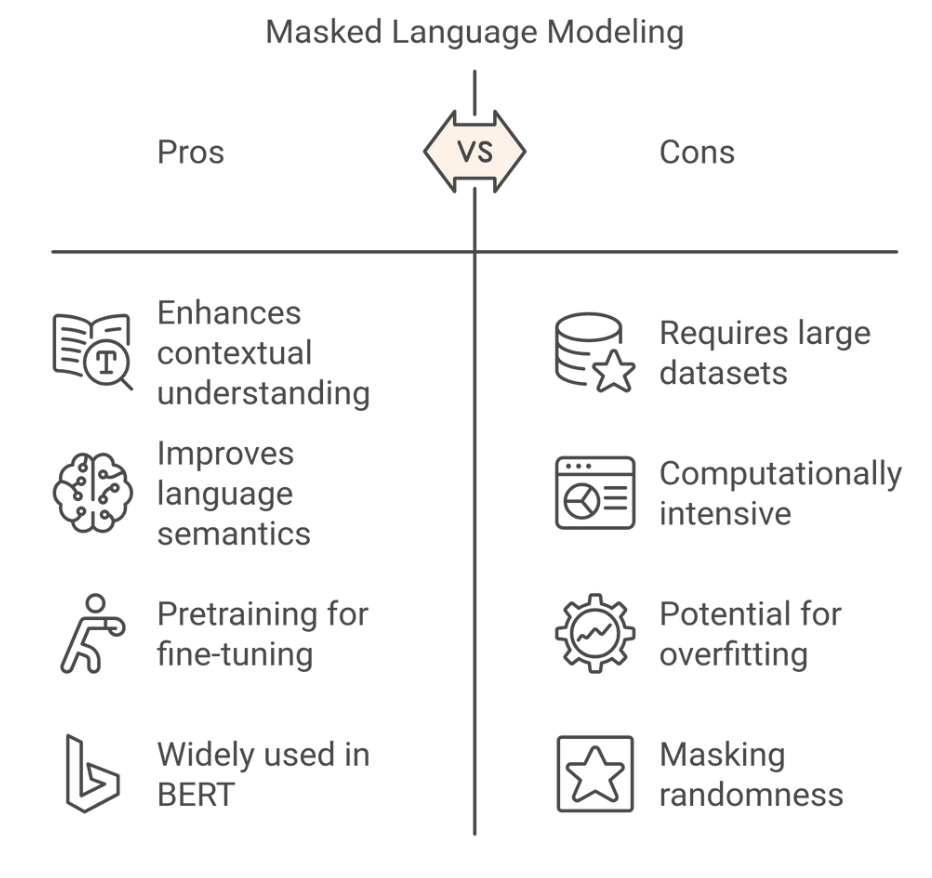 Masked Language Modeling
Pros
VS
Cons
Enhances
contextual
understanding
Improves
language
semantics
Pretraining for
fine-tuning
Widely used in
BERT
Requires large
datasets
Computationally
intensive
Potential for
overfitting
Masking
randomness